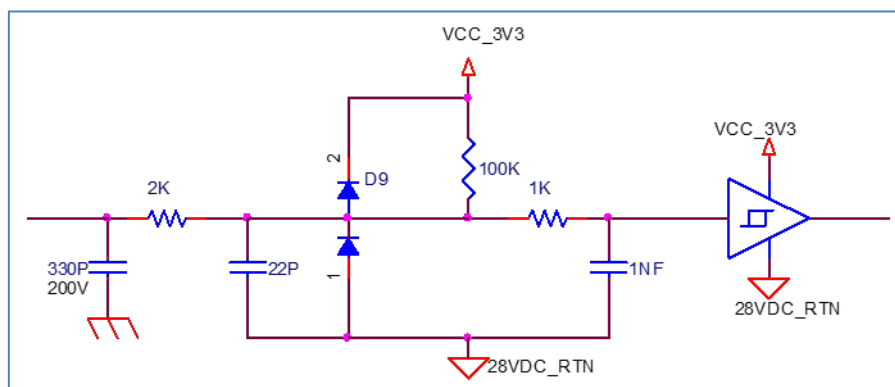 VCC_3V3
VCC_3V3
2
D9
100K
2K
1K
330P
200V
22P
1
1NF
28VDC_RTN
28VDC_RTN